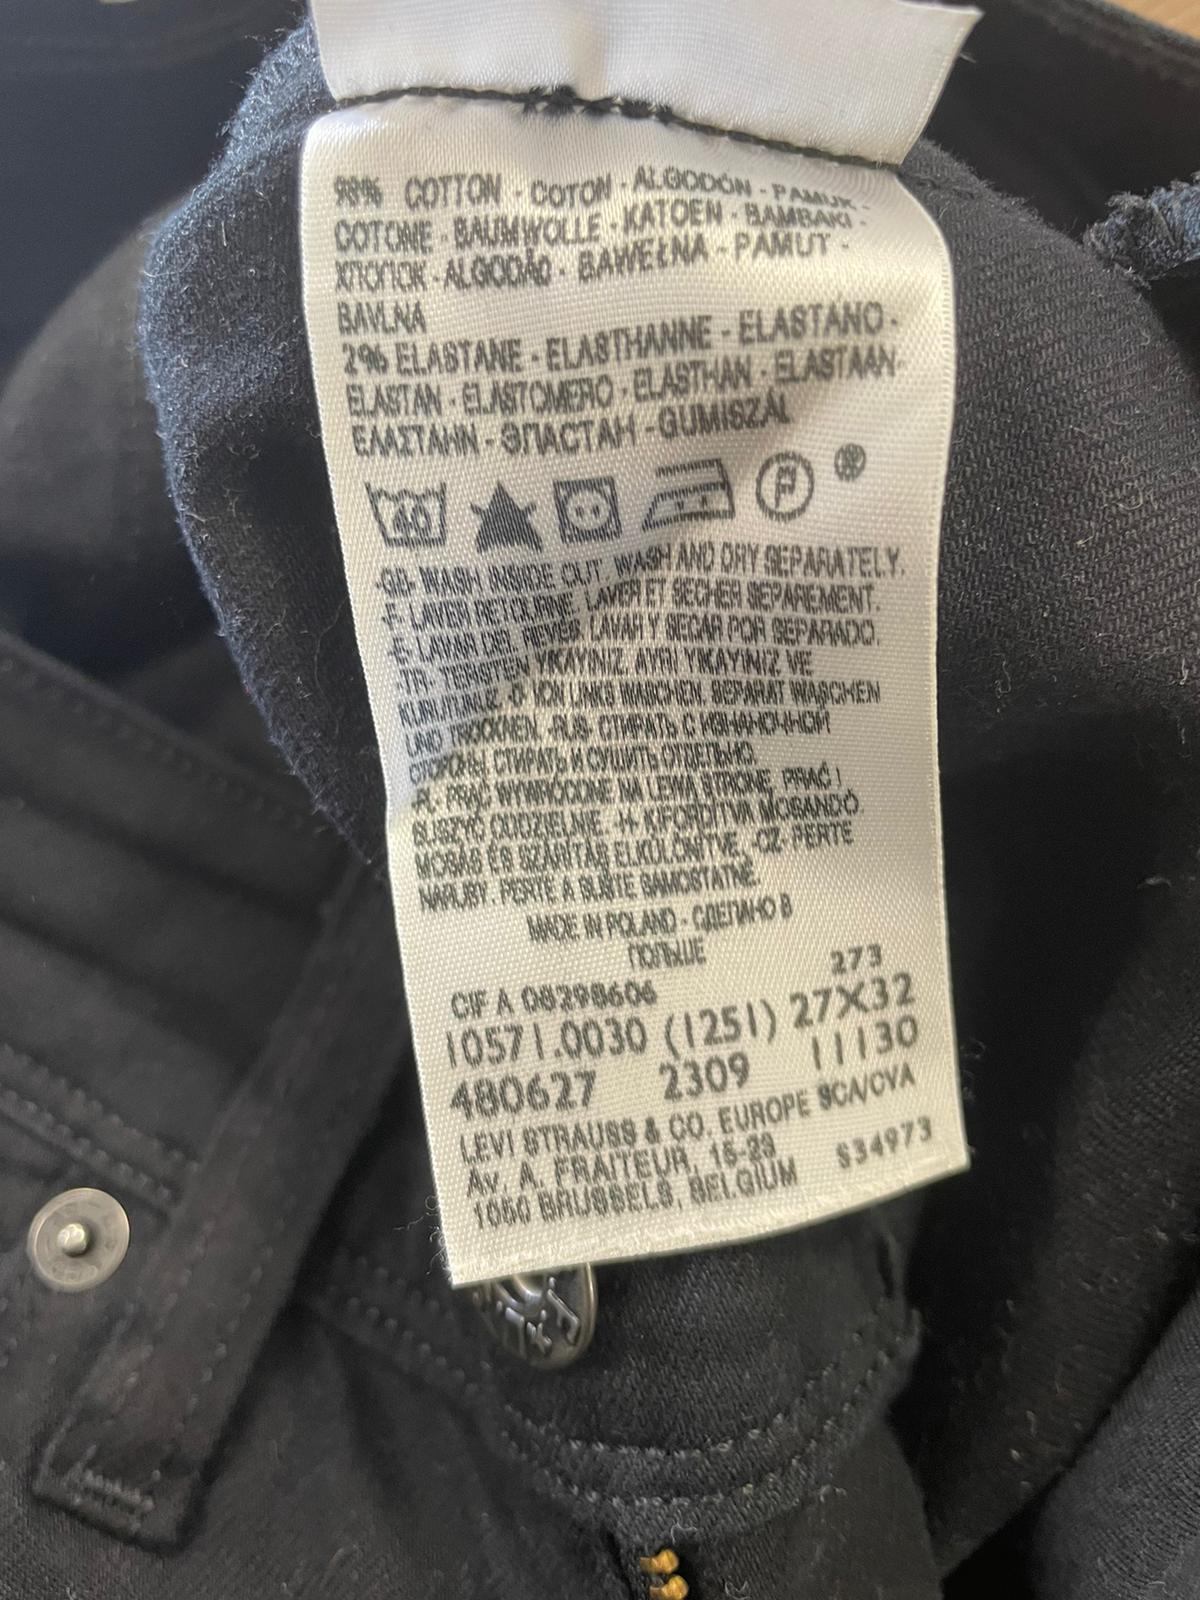 98% COTTON - COTON - ALGODÓN - PAMUK -
COTONE - BAUMWOLLE - KATOEN - BAMBAKI -
ХЛОПОК - ALGODÃO - BAWEŁNA - PAMUT -
BAVLNA
2% ELASTANE - ELASTHANNE - ELASTANO -
ELASTAN - ELASTOMERO - ELASTHAN - ELASTAAN-
ΕΛΑΣΤΑΗΝ - ЭПАСТАН - GUMISZÁL
40 P ®
-GB- WASH INSIDE OUT. WASH AND DRY SEPARATELY.
-F- LAVER RETOURNE. LAVER ET SECHER SEPAREMENT.
-E- LAVAR DEL REVES. LAVAR Y SECAR POR SEPARADO.
-TR- TERSTEN YIKAYINIZ. AYRI YIKAYINIZ VE
KURUTUNUZ. -D- VON LINKS WASCHEN. SEPARAT WASCHEN
UND TROCKNEN. -RUS- СТИРАТЬ С ИЗНАНОЧНОЙ
СТОРОНЫ, СТИРАТЬ И СУШИТЬ ОТДЕЛЬНО.
-PL- PRAĆ WYWRÓCONE NA LEWĄ STRONĘ. PRAĆ I
SUSZYĆ ODDZIELNIE. -H- KIFORDÍTVA MOSANDÓ.
MOSÁS ÉS SZÁRÍTÁS ELKÜLÖNÍTVE. -CZ- PERTE
NARUBY. PERTE A SUŠTE SAMOSTATNĚ.
MADE IN POLAND - СДЕЛАНО В
ПОЛЬШЕ
273
CIF A 08298606
10571.0030 (1251) 27X32
480627 2309 11130
LEVI STRAUSS & CO. EUROPE SCA/CVA
Av. A. FRAITEUR, 15-23 S34973
1050 BRUSSELS, BELGIUM